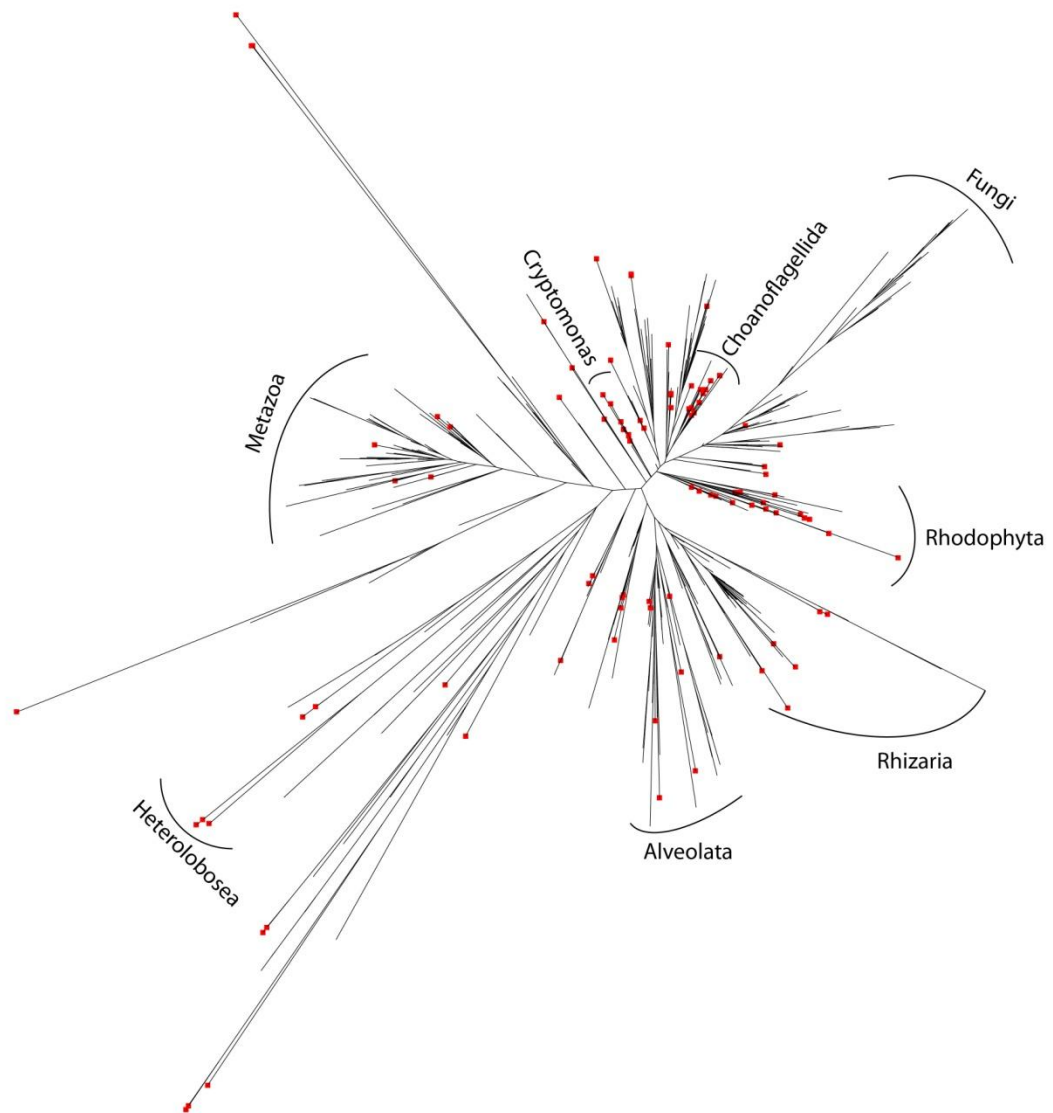 Fungi
Choanoflagellida
Cryptomonas
Metazoa
Rhodophyta
Rhizaria
Heterolobosea
Alveolata